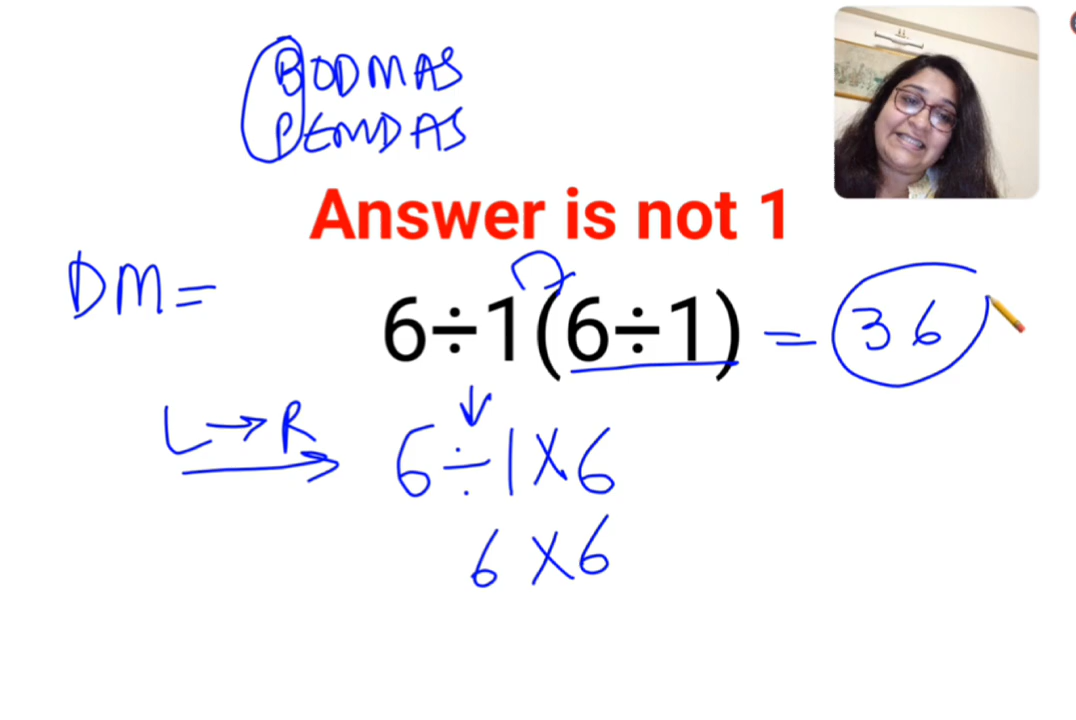 BODMAS
PEMDAS
Answer is not 1
DM =
6÷1(6÷1) = 36
L→R 6÷1×6
6×6